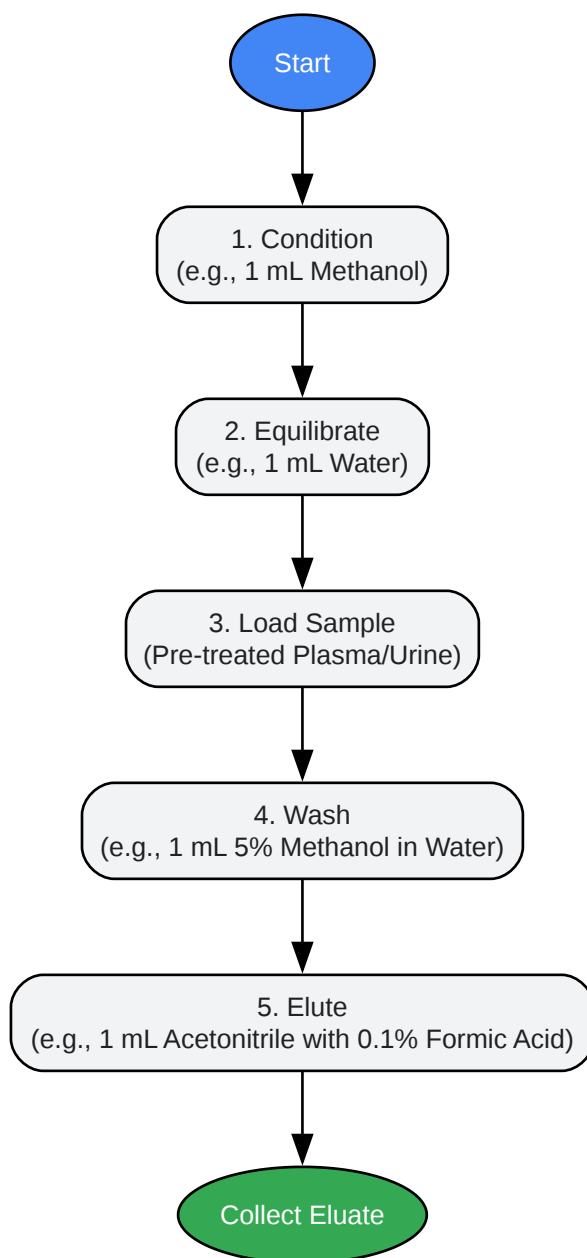 Start
1. Condition
(e.g., 1 mL Methanol)
2. Equilibrate
(e.g., 1 mL Water)
3. Load Sample
(Pre-treated Plasma/Urine)
4. Wash
(e.g., 1 mL 5% Methanol in Water)
5. Elute
(e.g., 1 mL Acetonitrile with 0.1% Formic Acid)
Collect Eluate